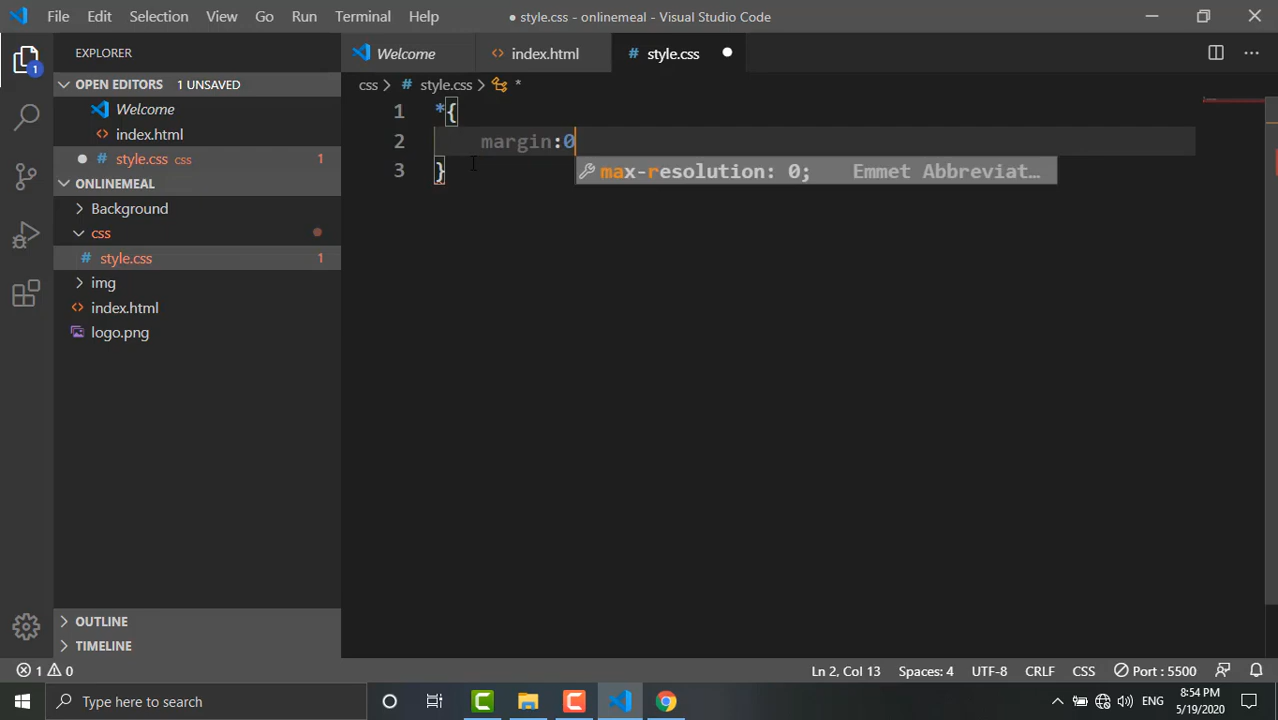 File Edit Selection View Go Run Terminal Help
● style.css - onlinemeal - Visual Studio Code
EXPLORER
Welcome
index.html
# style.css
OPEN EDITORS 1 UNSAVED
Welcome
index.html
# style.css css 1
css > # style.css > *
ONLINEMEAL
Background
css
# style.css 1
img
index.html
logo.png
1 *{
2 margin:0
3 }
max-resolution: 0; Emmet Abbreviat...
OUTLINE
TIMELINE
1 0 Ln 2, Col 13 Spaces: 4 UTF-8 CRLF CSS Port : 5500
Type here to search
ENG
8:54 PM
5/19/2020
1